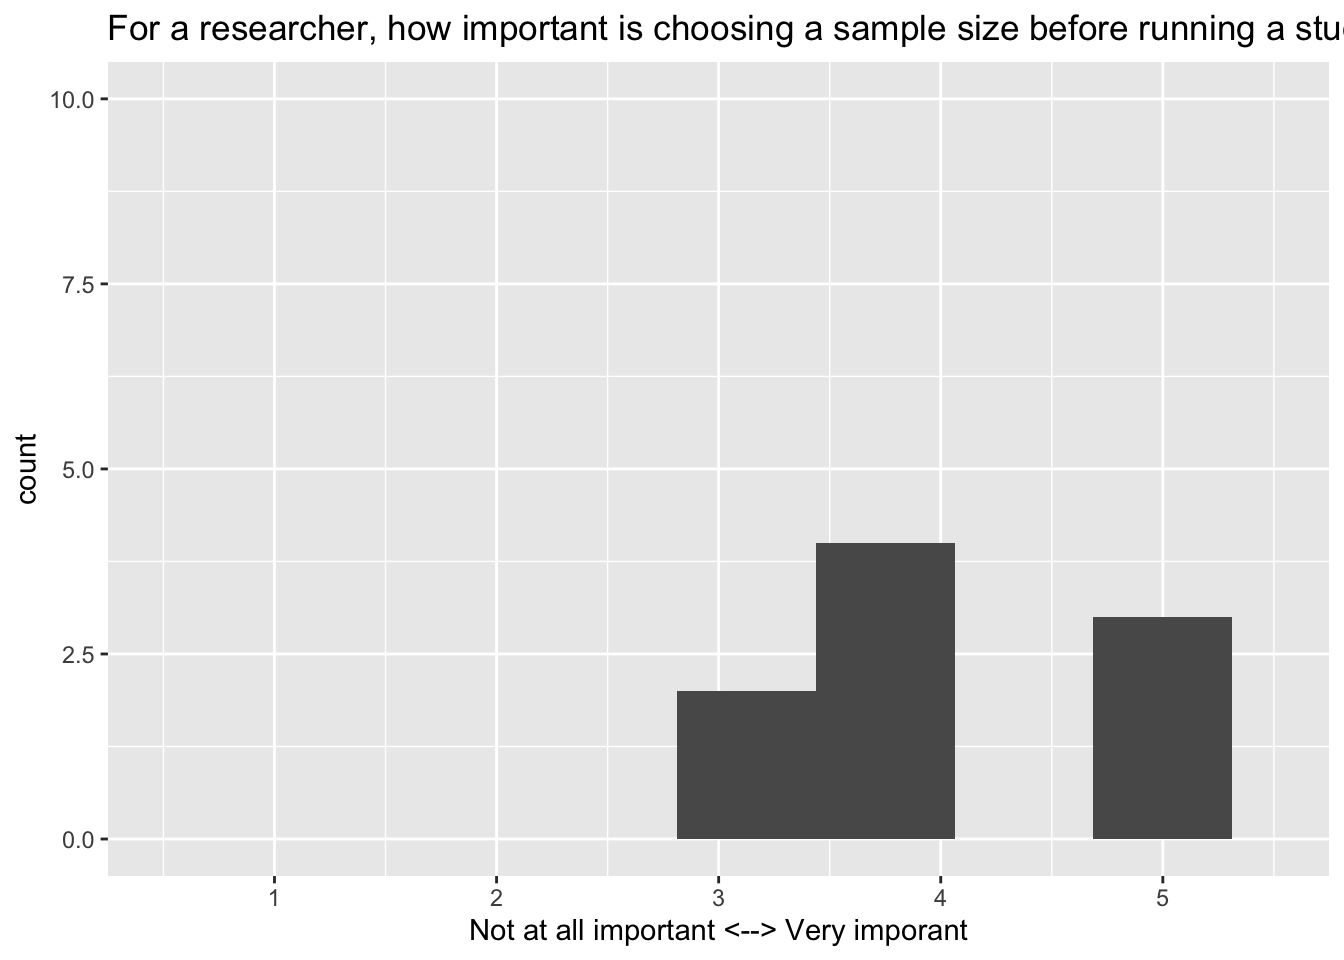 For a researcher, how important is choosing a sample size before running a stu
10.0
7.5
5.0
2.5
0.0
count
1 2 3 4 5
Not at all important <--> Very imporant